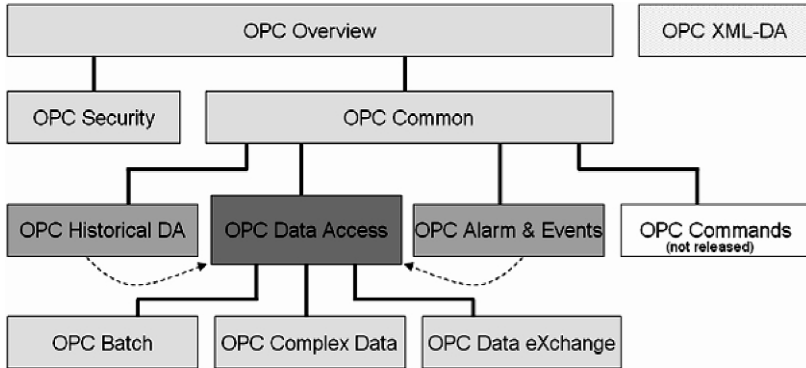 OPC Overview
OPC XML-DA
OPC Security
OPC Common
OPC Historical DA
OPC Data Access
OPC Alarm & Events
OPC Commands
(not released)
OPC Batch
OPC Complex Data
OPC Data eXchange